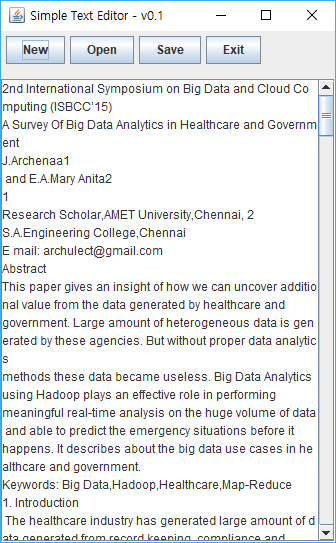 Simple Text Editor - v0.1
New Open Save Exit
2nd International Symposium on Big Data and Cloud Co
mputing (ISBCC'15)
A Survey Of Big Data Analytics in Healthcare and Governm
ent
J.Archenaa1
and E.A.Mary Anita2
1
Research Scholar,AMET University,Chennai, 2
S.A.Engineering College,Chennai
E mail: archulect@gmail.com
Abstract
This paper gives an insight of how we can uncover additio
nal value from the data generated by healthcare and
government. Large amount of heterogeneous data is gen
erated by these agencies. But without proper data analytic
s
methods these data became useless. Big Data Analytics
using Hadoop plays an effective role in performing
meaningful real-time analysis on the huge volume of data
and able to predict the emergency situations before it
happens. It describes about the big data use cases in he
althcare and government.
Keywords: Big Data,Hadoop,Healthcare,Map-Reduce
1. Introduction
The healthcare industry has generated large amount of d
ata generated from record keeping, compliance and